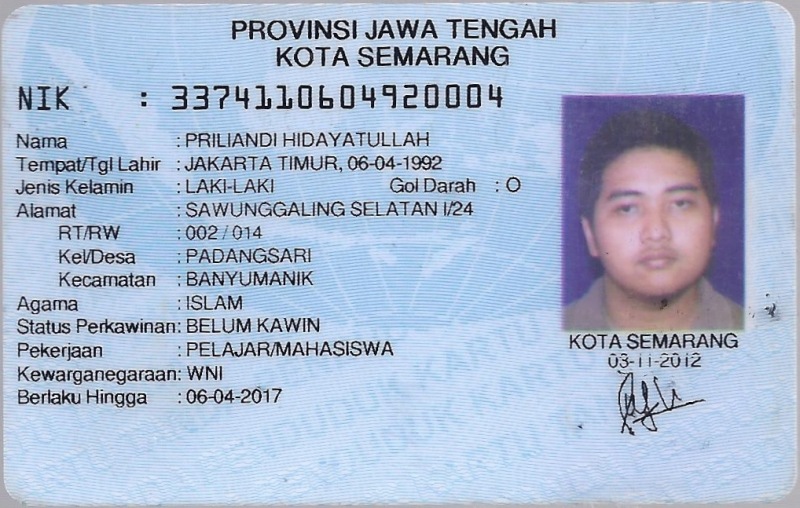 PROVINSI JAWA TENGAH
KOTA SEMARANG
NIK : 3374110604920004
Nama : PRILIANDI HIDAYATULLAH
Tempat/Tgl Lahir : JAKARTA TIMUR, 06-04-1992
Jenis Kelamin : LAKI-LAKI Gol Darah : O
Alamat : SAWUNGGALING SELATAN I/24
RT/RW : 002 / 014
Kel/Desa : PADANGSARI
Kecamatan : BANYUMANIK
Agama : ISLAM
Status Perkawinan: BELUM KAWIN
Pekerjaan : PELAJAR/MAHASISWA
Kewarganegaraan: WNI
Berlaku Hingga : 06-04-2017
KOTA SEMARANG
03-11-2012